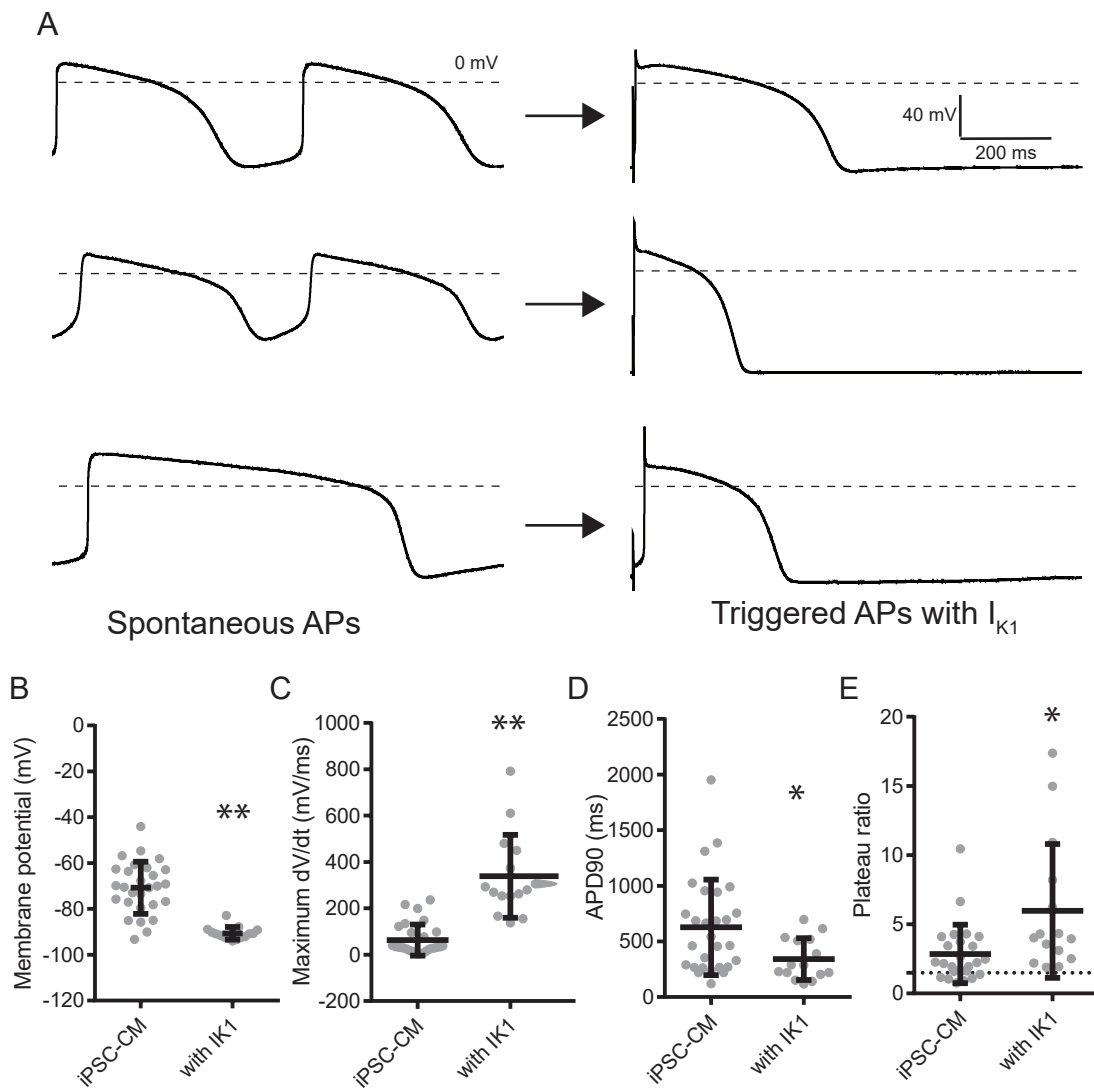 A
0 mV
40 mV
200 ms
Spontaneous APs
Triggered APs with IK1
B
Membrane potential (mV)
0
-20
-40
-60
-80
-100
-120
**
iPSC-CM
with IK1
C
Maximum dV/dt (mV/ms)
1000
800
600
400
200
0
-200
**
iPSC-CM
with IK1
D
APD90 (ms)
2500
2000
1500
1000
500
0
*
iPSC-CM
with IK1
E
Plateau ratio
20
15
10
5
0
*
iPSC-CM
with IK1